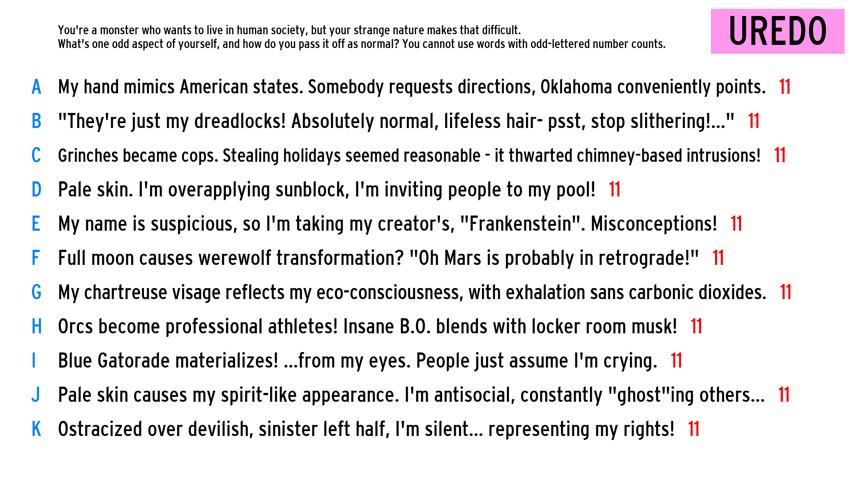 You're a monster who wants to live in human society, but your strange nature makes that difficult.
What's one odd aspect of yourself, and how do you pass it off as normal? You cannot use words with odd-lettered number counts.
UREDO
A My hand mimics American states. Somebody requests directions, Oklahoma conveniently points. 11
B "They're just my dreadlocks! Absolutely normal, lifeless hair- psst, stop slithering!..." 11
C Grinches became cops. Stealing holidays seemed reasonable - it thwarted chimney-based intrusions! 11
D Pale skin. I'm overapplying sunblock, I'm inviting people to my pool! 11
E My name is suspicious, so I'm taking my creator's, "Frankenstein". Misconceptions! 11
F Full moon causes werewolf transformation? "Oh Mars is probably in retrograde!" 11
G My chartreuse visage reflects my eco-consciousness, with exhalation sans carbonic dioxides. 11
H Orcs become professional athletes! Insane B.O. blends with locker room musk! 11
I Blue Gatorade materializes! ...from my eyes. People just assume I'm crying. 11
J Pale skin causes my spirit-like appearance. I'm antisocial, constantly "ghost"ing others... 11
K Ostracized over devilish, sinister left half, I'm silent... representing my rights! 11